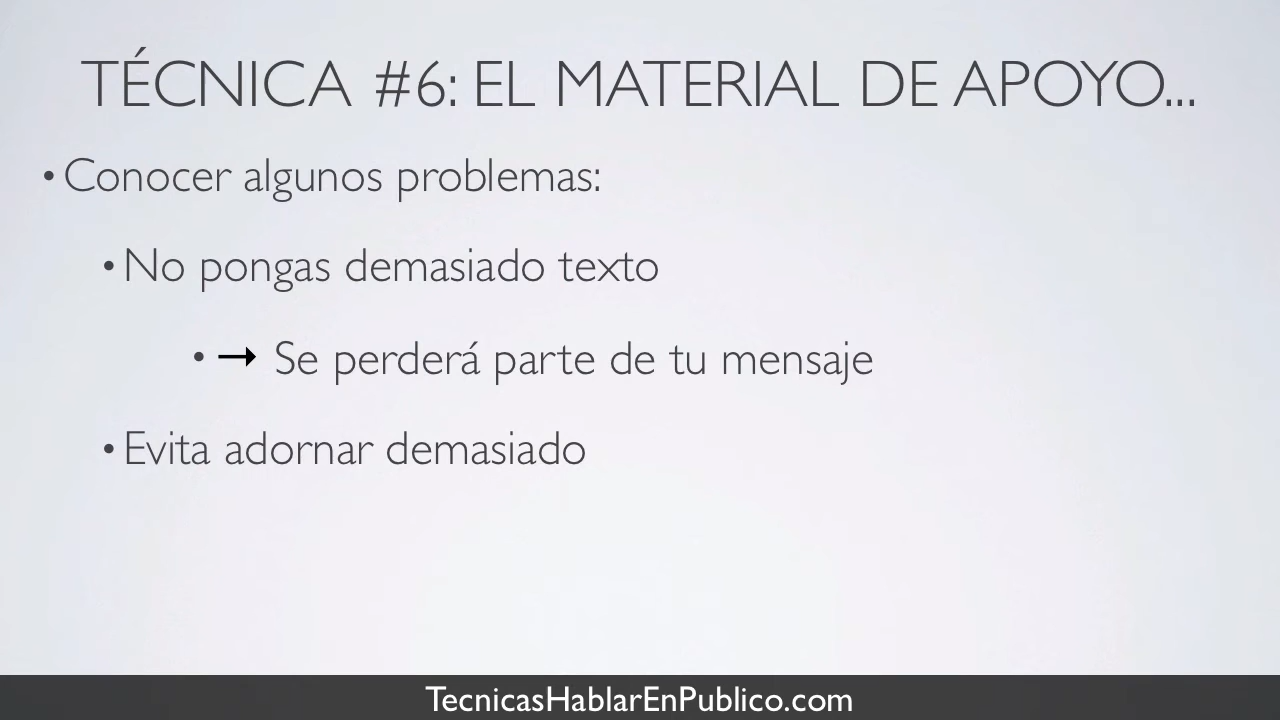 TÉCNICA #6: EL MATERIAL DE APOYO...
• Conocer algunos problemas:
• No pongas demasiado texto
• → Se perderá parte de tu mensaje
• Evita adornar demasiado
TecnicasHablarEnPublico.com